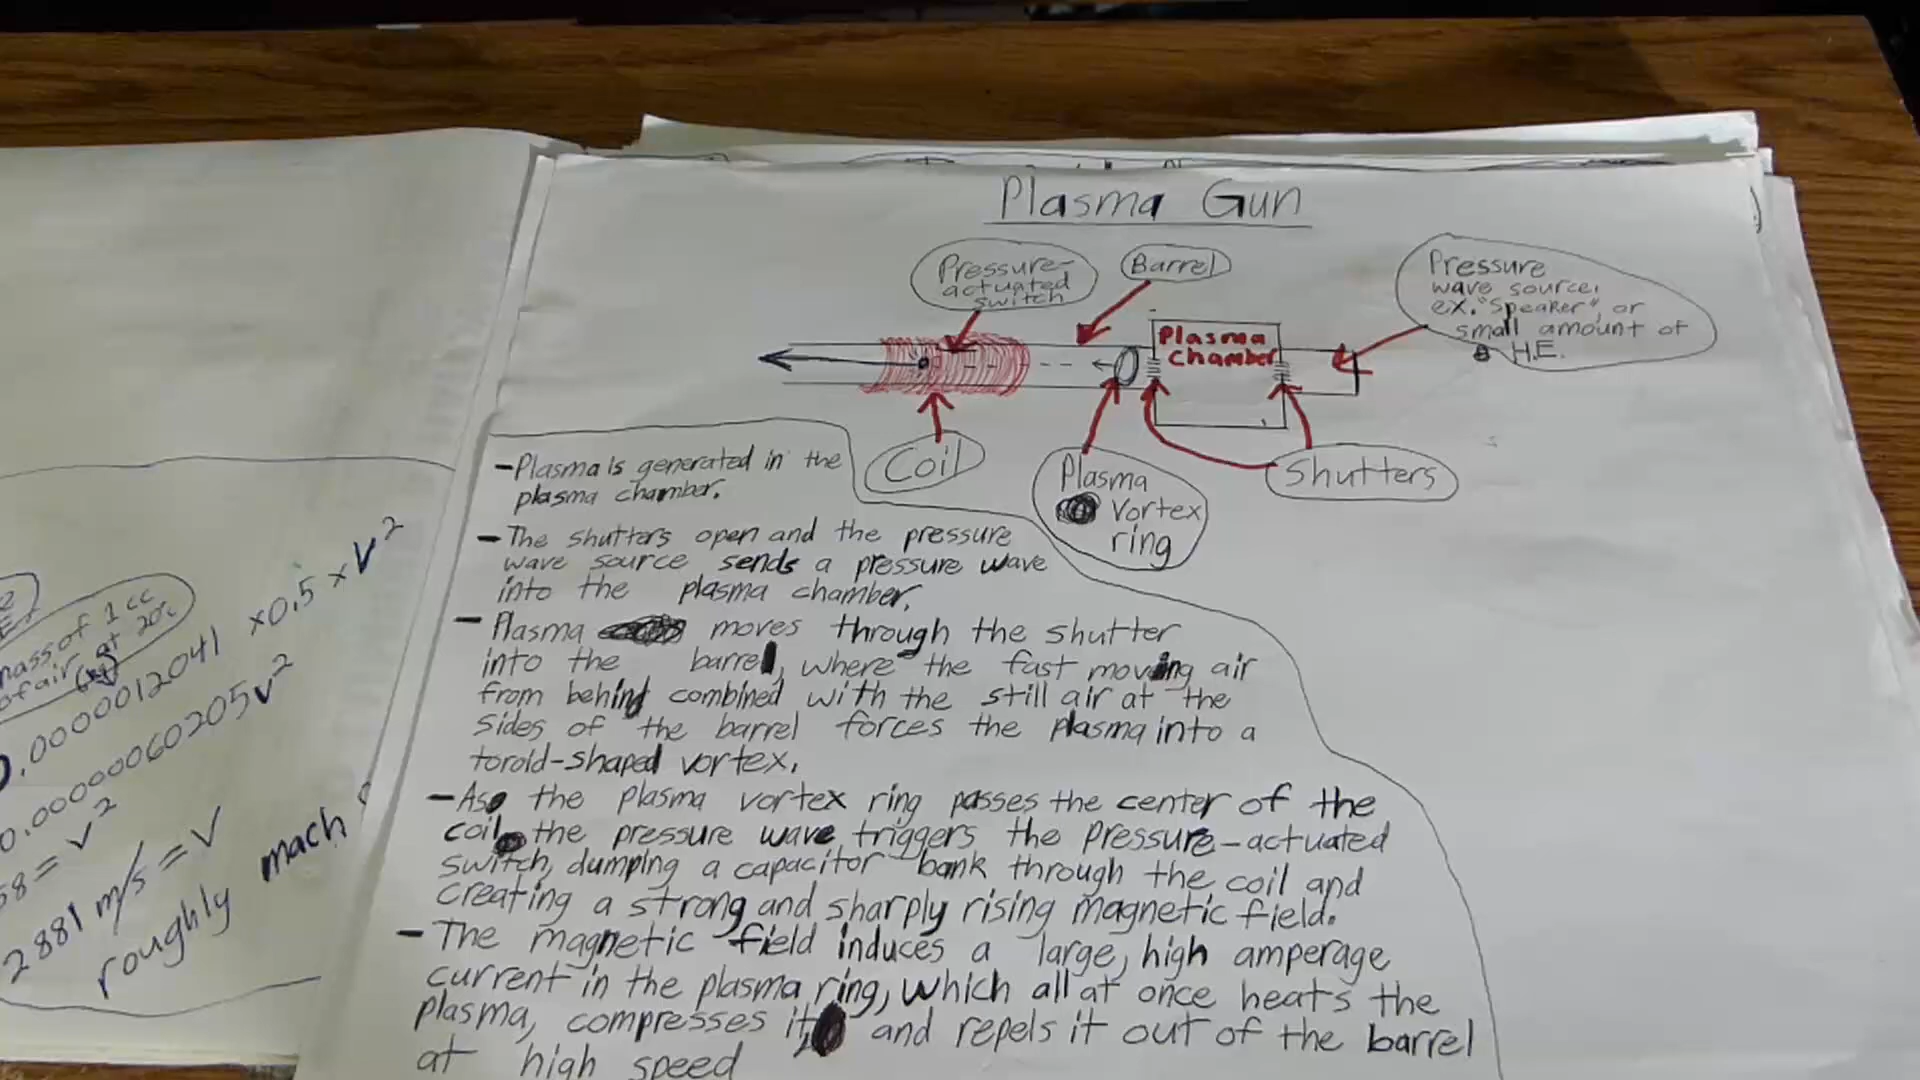 Plasma Gun
Pressure-
actuated
switch
Barrel
Pressure
wave source,
ex. "Speaker", or
small amount of
H.E.
Plasma
Chamber
Coil
Plasma
Vortex
ring
Shutters
-Plasma is generated in the
plasma chamber.
-The shutters open and the pressure
wave source sends a pressure wave
into the plasma chamber.
-Plasma moves through the shutter
into the barrel, where the fast moving air
from behind combined with the still air at the
sides of the barrel forces the plasma into a
toroid-shaped vortex.
-As the plasma vortex ring passes the center of the
coil the pressure wave triggers the pressure-actuated
switch, dumping a capacitor bank through the coil and
creating a strong and sharply rising magnetic field.
-The magnetic field induces a large, high amperage
current in the plasma ring, which all at once heats the
plasma, compresses it, and repels it out of the barrel
at high speed
mass of 1cc
of air (kg) at 20c
0.0000012041 x0.5 x V²
0.00000060205V²
58 = V²
2881 m/s = V
roughly mach